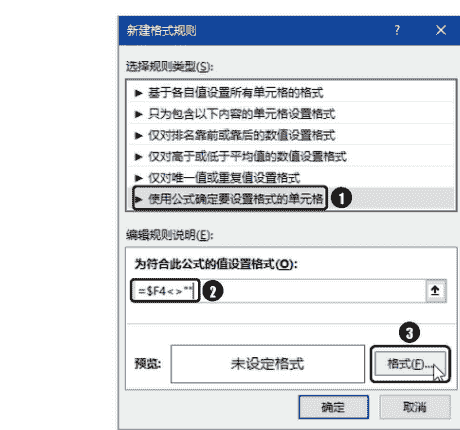 新建格式规则 ? ×
选择规则类型(S):
► 基于各自值设置所有单元格的格式
► 只为包含以下内容的单元格设置格式
► 仅对排名靠前或靠后的数值设置格式
► 仅对高于或低于平均值的数值设置格式
► 仅对唯一值或重复值设置格式
► 使用公式确定要设置格式的单元格 1
编辑规则说明(E):
为符合此公式的值设置格式(O):
=$F4<>"" 2
3
预览: 未设定格式 格式(F)...
确定 取消